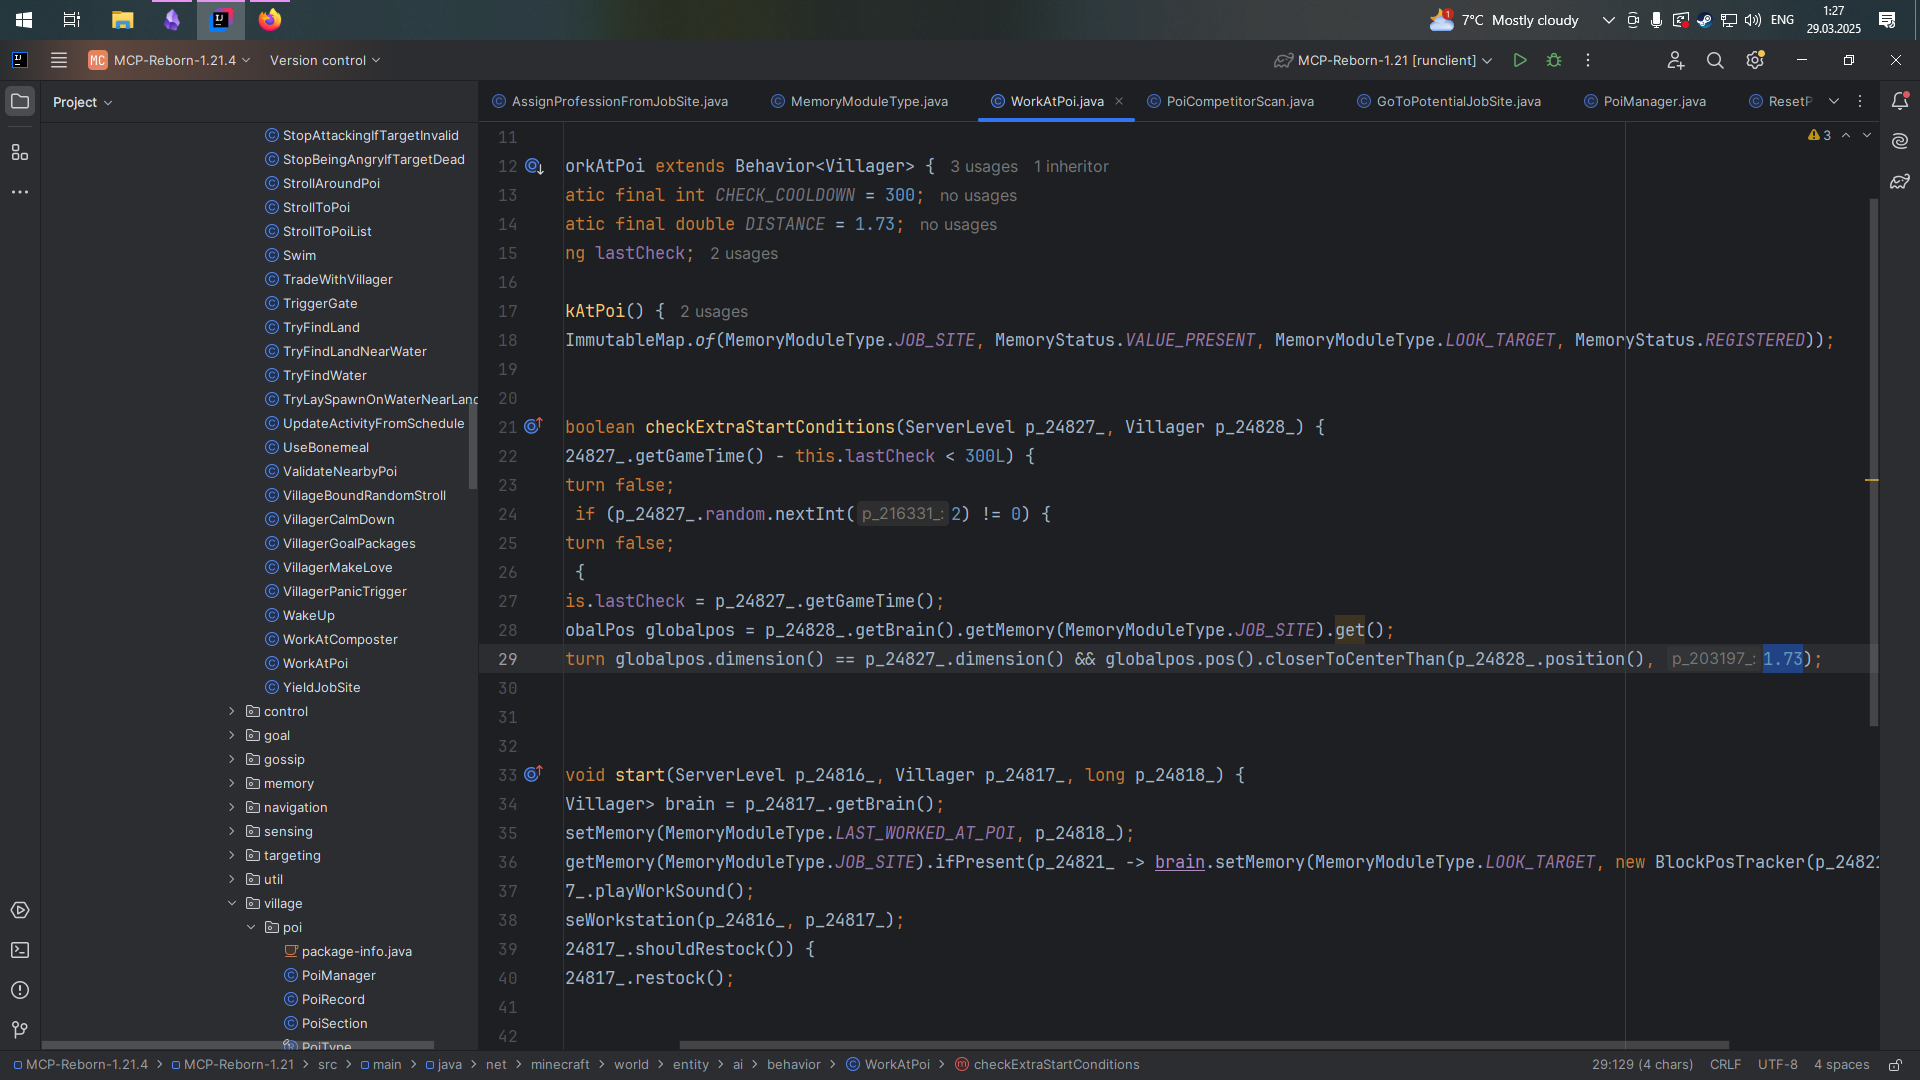 1
7°C Mostly cloudy
ENG
1:27
29.03.2025
MC MCP-Reborn-1.21.4
Version control
MCP-Reborn-1.21 [runclient]
Project
AssignProfessionFromJobSite.java
MemoryModuleType.java
WorkAtPoi.java
PoiCompetitorScan.java
GoToPotentialJobSite.java
PoiManager.java
ResetP
StopAttackingIfTargetInvalid
StopBeingAngryIfTargetDead
StrollAroundPoi
StrollToPoi
StrollToPoiList
Swim
TradeWithVillager
TriggerGate
TryFindLand
TryFindLandNearWater
TryFindWater
TryLaySpawnOnWaterNearLand
UpdateActivityFromSchedule
UseBonemeal
ValidateNearbyPoi
VillageBoundRandomStroll
VillagerCalmDown
VillagerGoalPackages
VillagerMakeLove
VillagerPanicTrigger
WakeUp
WorkAtComposter
WorkAtPoi
YieldJobSite
control
goal
gossip
memory
navigation
sensing
targeting
util
village
poi
package-info.java
PoiManager
PoiRecord
PoiSection
PoiType
3
11
12 orkAtPoi extends Behavior<Villager> { 3 usages 1 inheritor
13 atic final int CHECK_COOLDOWN = 300; no usages
14 atic final double DISTANCE = 1.73; no usages
15 ng lastCheck; 2 usages
16
17 kAtPoi() { 2 usages
18 ImmutableMap.of(MemoryModuleType.JOB_SITE, MemoryStatus.VALUE_PRESENT, MemoryModuleType.LOOK_TARGET, MemoryStatus.REGISTERED));
19
20
21 boolean checkExtraStartConditions(ServerLevel p_24827_, Villager p_24828_) {
22 24827_.getGameTime() - this.lastCheck < 300L) {
23 turn false;
24 if (p_24827_.random.nextInt( p_216331_: 2) != 0) {
25 turn false;
26 {
27 is.lastCheck = p_24827_.getGameTime();
28 obalPos globalpos = p_24828_.getBrain().getMemory(MemoryModuleType.JOB_SITE).get();
29 turn globalpos.dimension() == p_24827_.dimension() && globalpos.pos().closerToCenterThan(p_24828_.position(), p_203197_: 1.73);
30
31
32
33 void start(ServerLevel p_24816_, Villager p_24817_, long p_24818_) {
34 Villager> brain = p_24817_.getBrain();
35 setMemory(MemoryModuleType.LAST_WORKED_AT_POI, p_24818_);
36 getMemory(MemoryModuleType.JOB_SITE).ifPresent(p_24821_ -> brain.setMemory(MemoryModuleType.LOOK_TARGET, new BlockPosTracker(p_24821
37 7_.playWorkSound();
38 seWorkstation(p_24816_, p_24817_);
39 24817_.shouldRestock()) {
40 24817_.restock();
41
42
MCP-Reborn-1.21.4 > MCP-Reborn-1.21 > src > main > java > net > minecraft > world > entity > ai > behavior > WorkAtPoi > checkExtraStartConditions
29:129 (4 chars) CRLF UTF-8 4 spaces